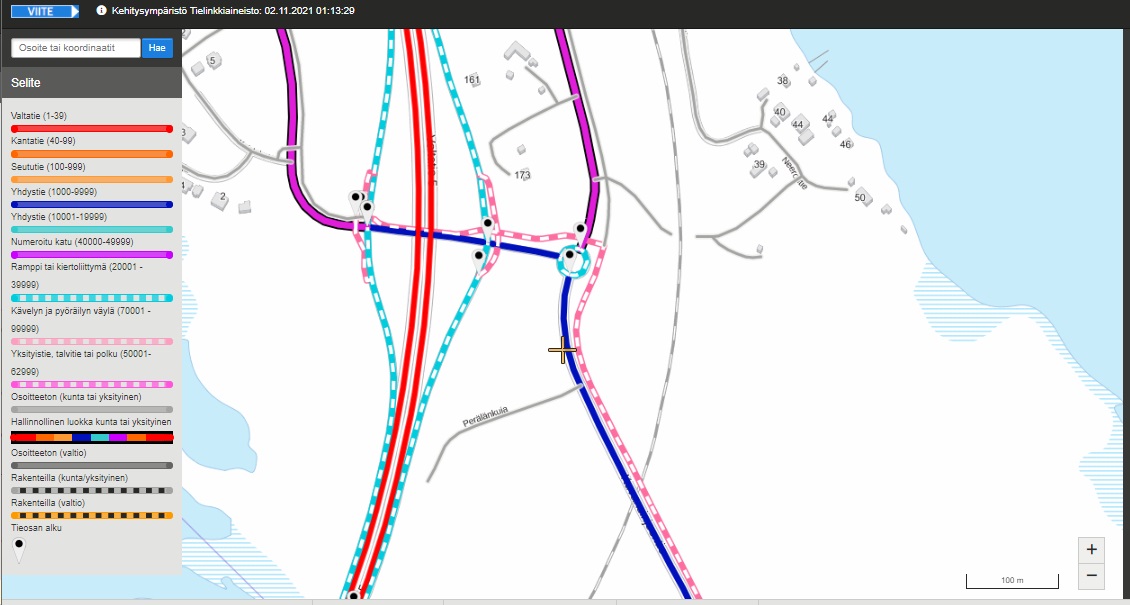 VIITE
Kehitysympäristö Tielinkkiaineisto: 02.11.2021 01:13:29
Osoite tai koordinaatit
Hae
Selite
Valtatie (1-39)
Kantatie (40-99)
Seututie (100-999)
Yhdystie (1000-9999)
Yhdystie (10001-19999)
Numeroitu katu (40000-49999)
Ramppi tai kiertoliittymä (20001 -
39999)
Kävelyn ja pyöräilyn väylä (70001 -
99999)
Yksityistie, talvitie tai polku (50001-
62999)
Osoitteeton (kunta tai yksityinen)
Hallinnollinen luokka kunta tai yksityinen
Osoitteeton (valtio)
Rakenteilla (kunta/yksityinen)
Rakenteilla (valtio)
Tieosan alku
5
3
2
161
173
38
40
44
44
46
39
Neerontie
50
Perälänkuja
100 m
+
−